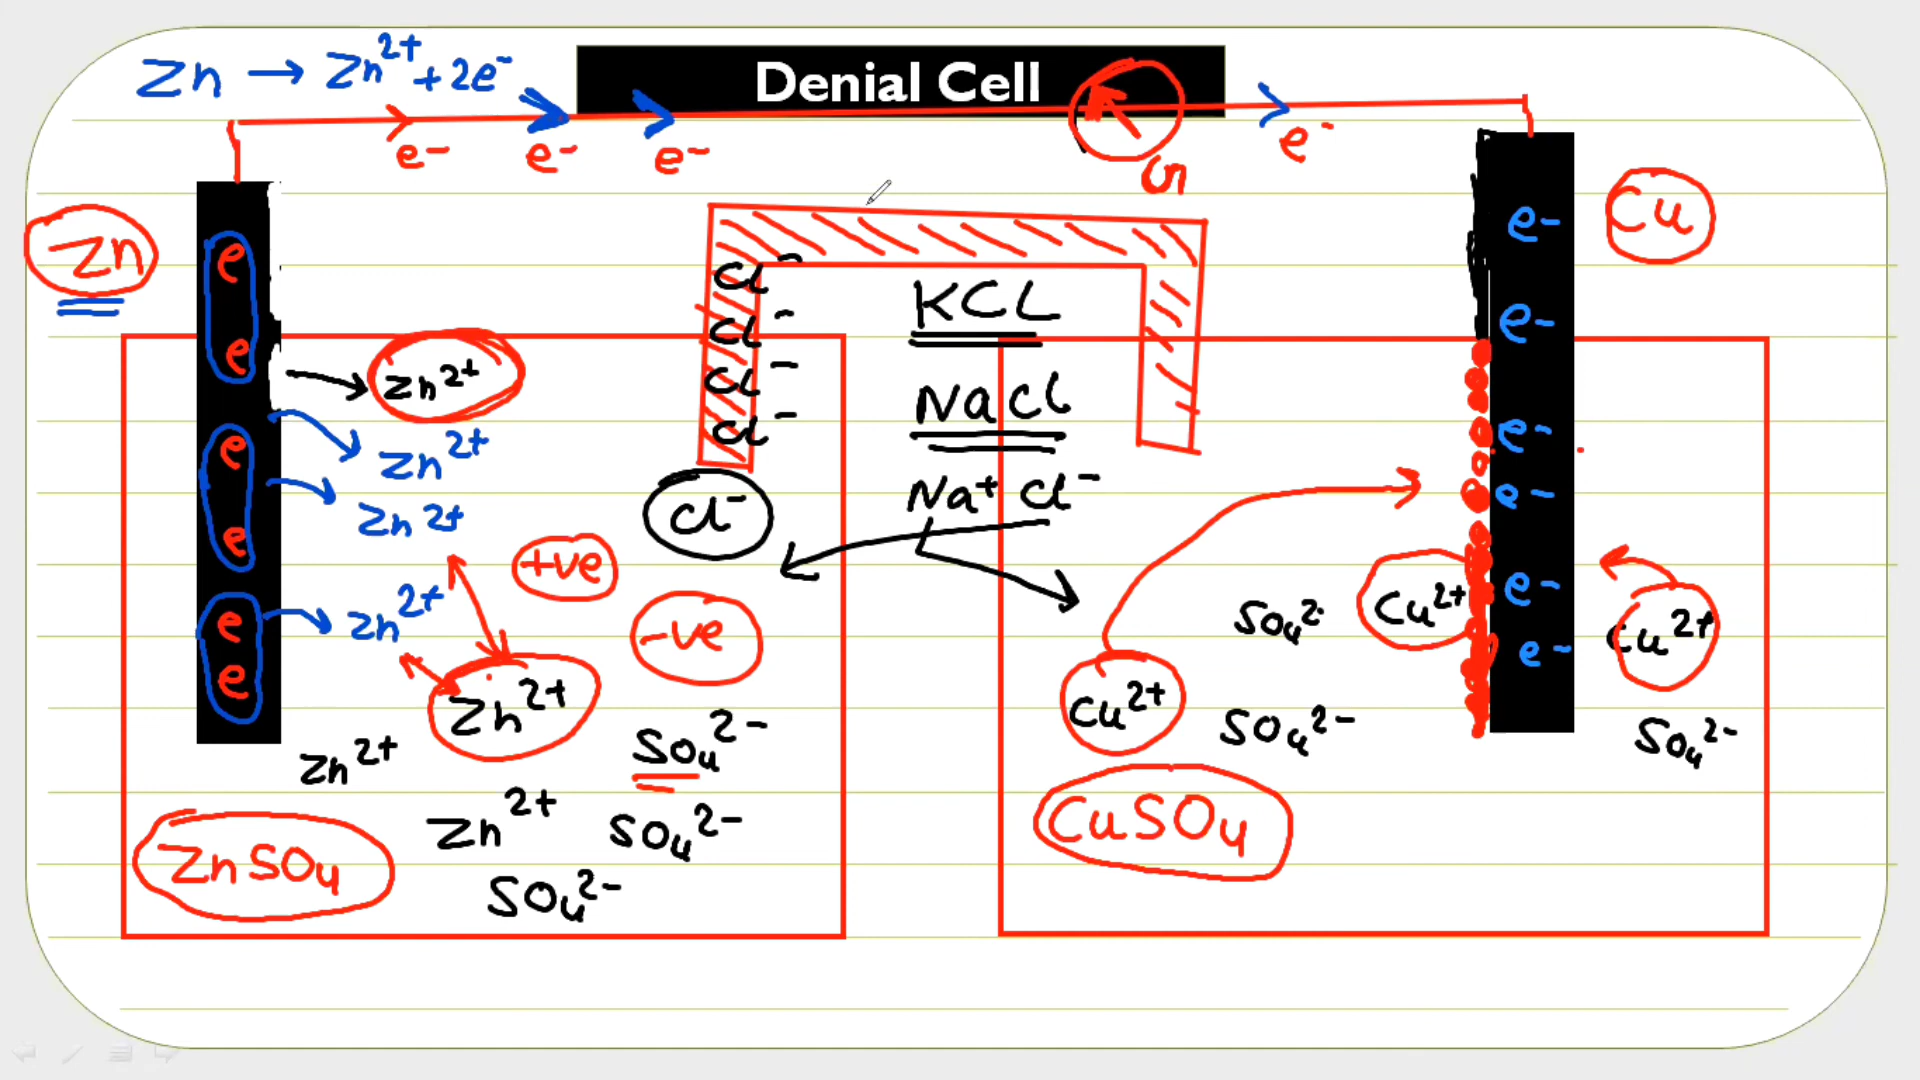 Zn → Zn²⁺ + 2e⁻
Denial Cell
e⁻ e⁻ e⁻ e⁻
G
Zn
Cu
e
e
e
e
e
e
Zn²⁺
Zn²⁺
Zn²⁺
Zn²⁺
Zn²⁺
Zn²⁺
Zn²⁺
+ve
-ve
SO₄²⁻
SO₄²⁻
SO₄²⁻
ZnSO₄
Cl⁻
Cl⁻
Cl⁻
Cl⁻
Cl⁻
KCL
NaCl
Na⁺ Cl⁻
e⁻
e⁻
e⁻
e⁻
e⁻
e⁻
SO₄²⁻
Cu²⁺
Cu²⁺
Cu²⁺
SO₄²⁻
SO₄²⁻
CuSO₄